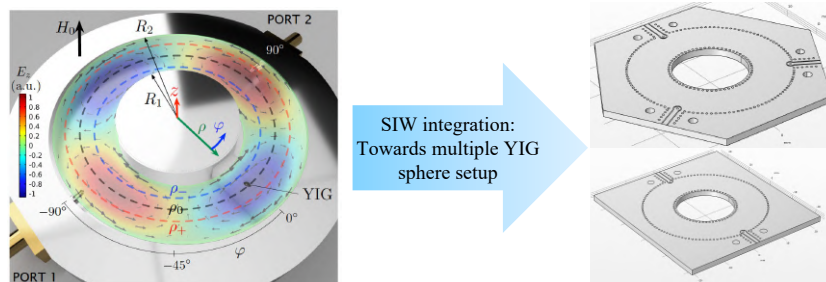 PORT 2
H₀
R₂
90°
E_z
(a.u.)
1
0.8
0.6
0.4
0.2
0
-0.2
-0.4
-0.6
-0.8
-1
R₁
z
ρ
φ
ρ₋
ρ₀
ρ₊
YIG
−90°
0°
−45°
φ
PORT 1
SIW integration:
Towards multiple YIG
sphere setup